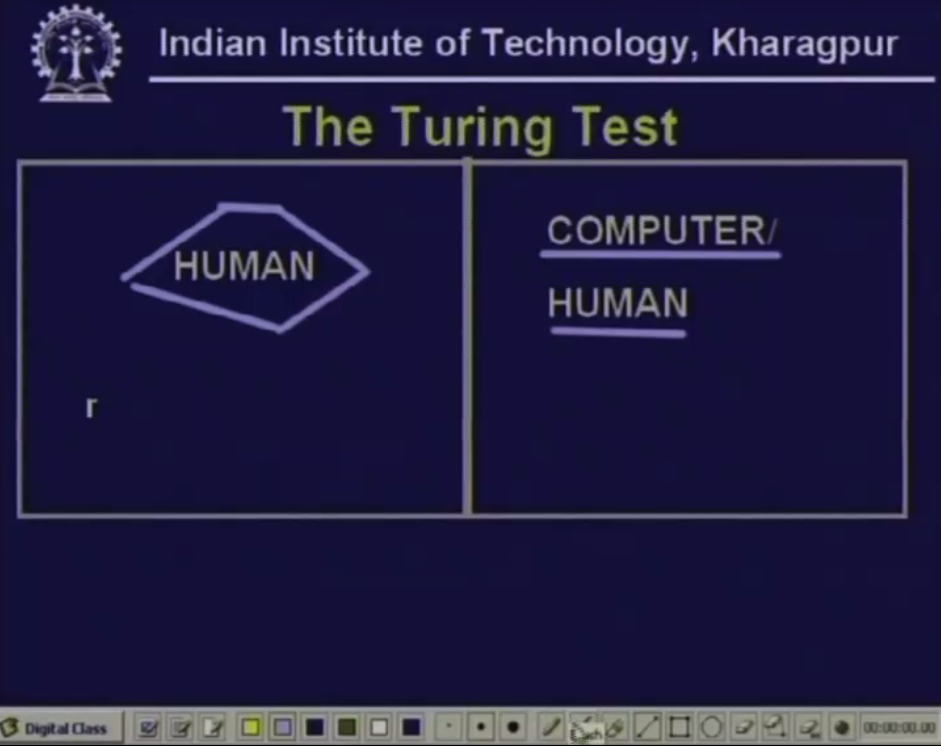 Indian Institute of Technology, Kharagpur
The Turing Test
HUMAN
COMPUTER/
HUMAN
r
Digital Class
00:00:00.00